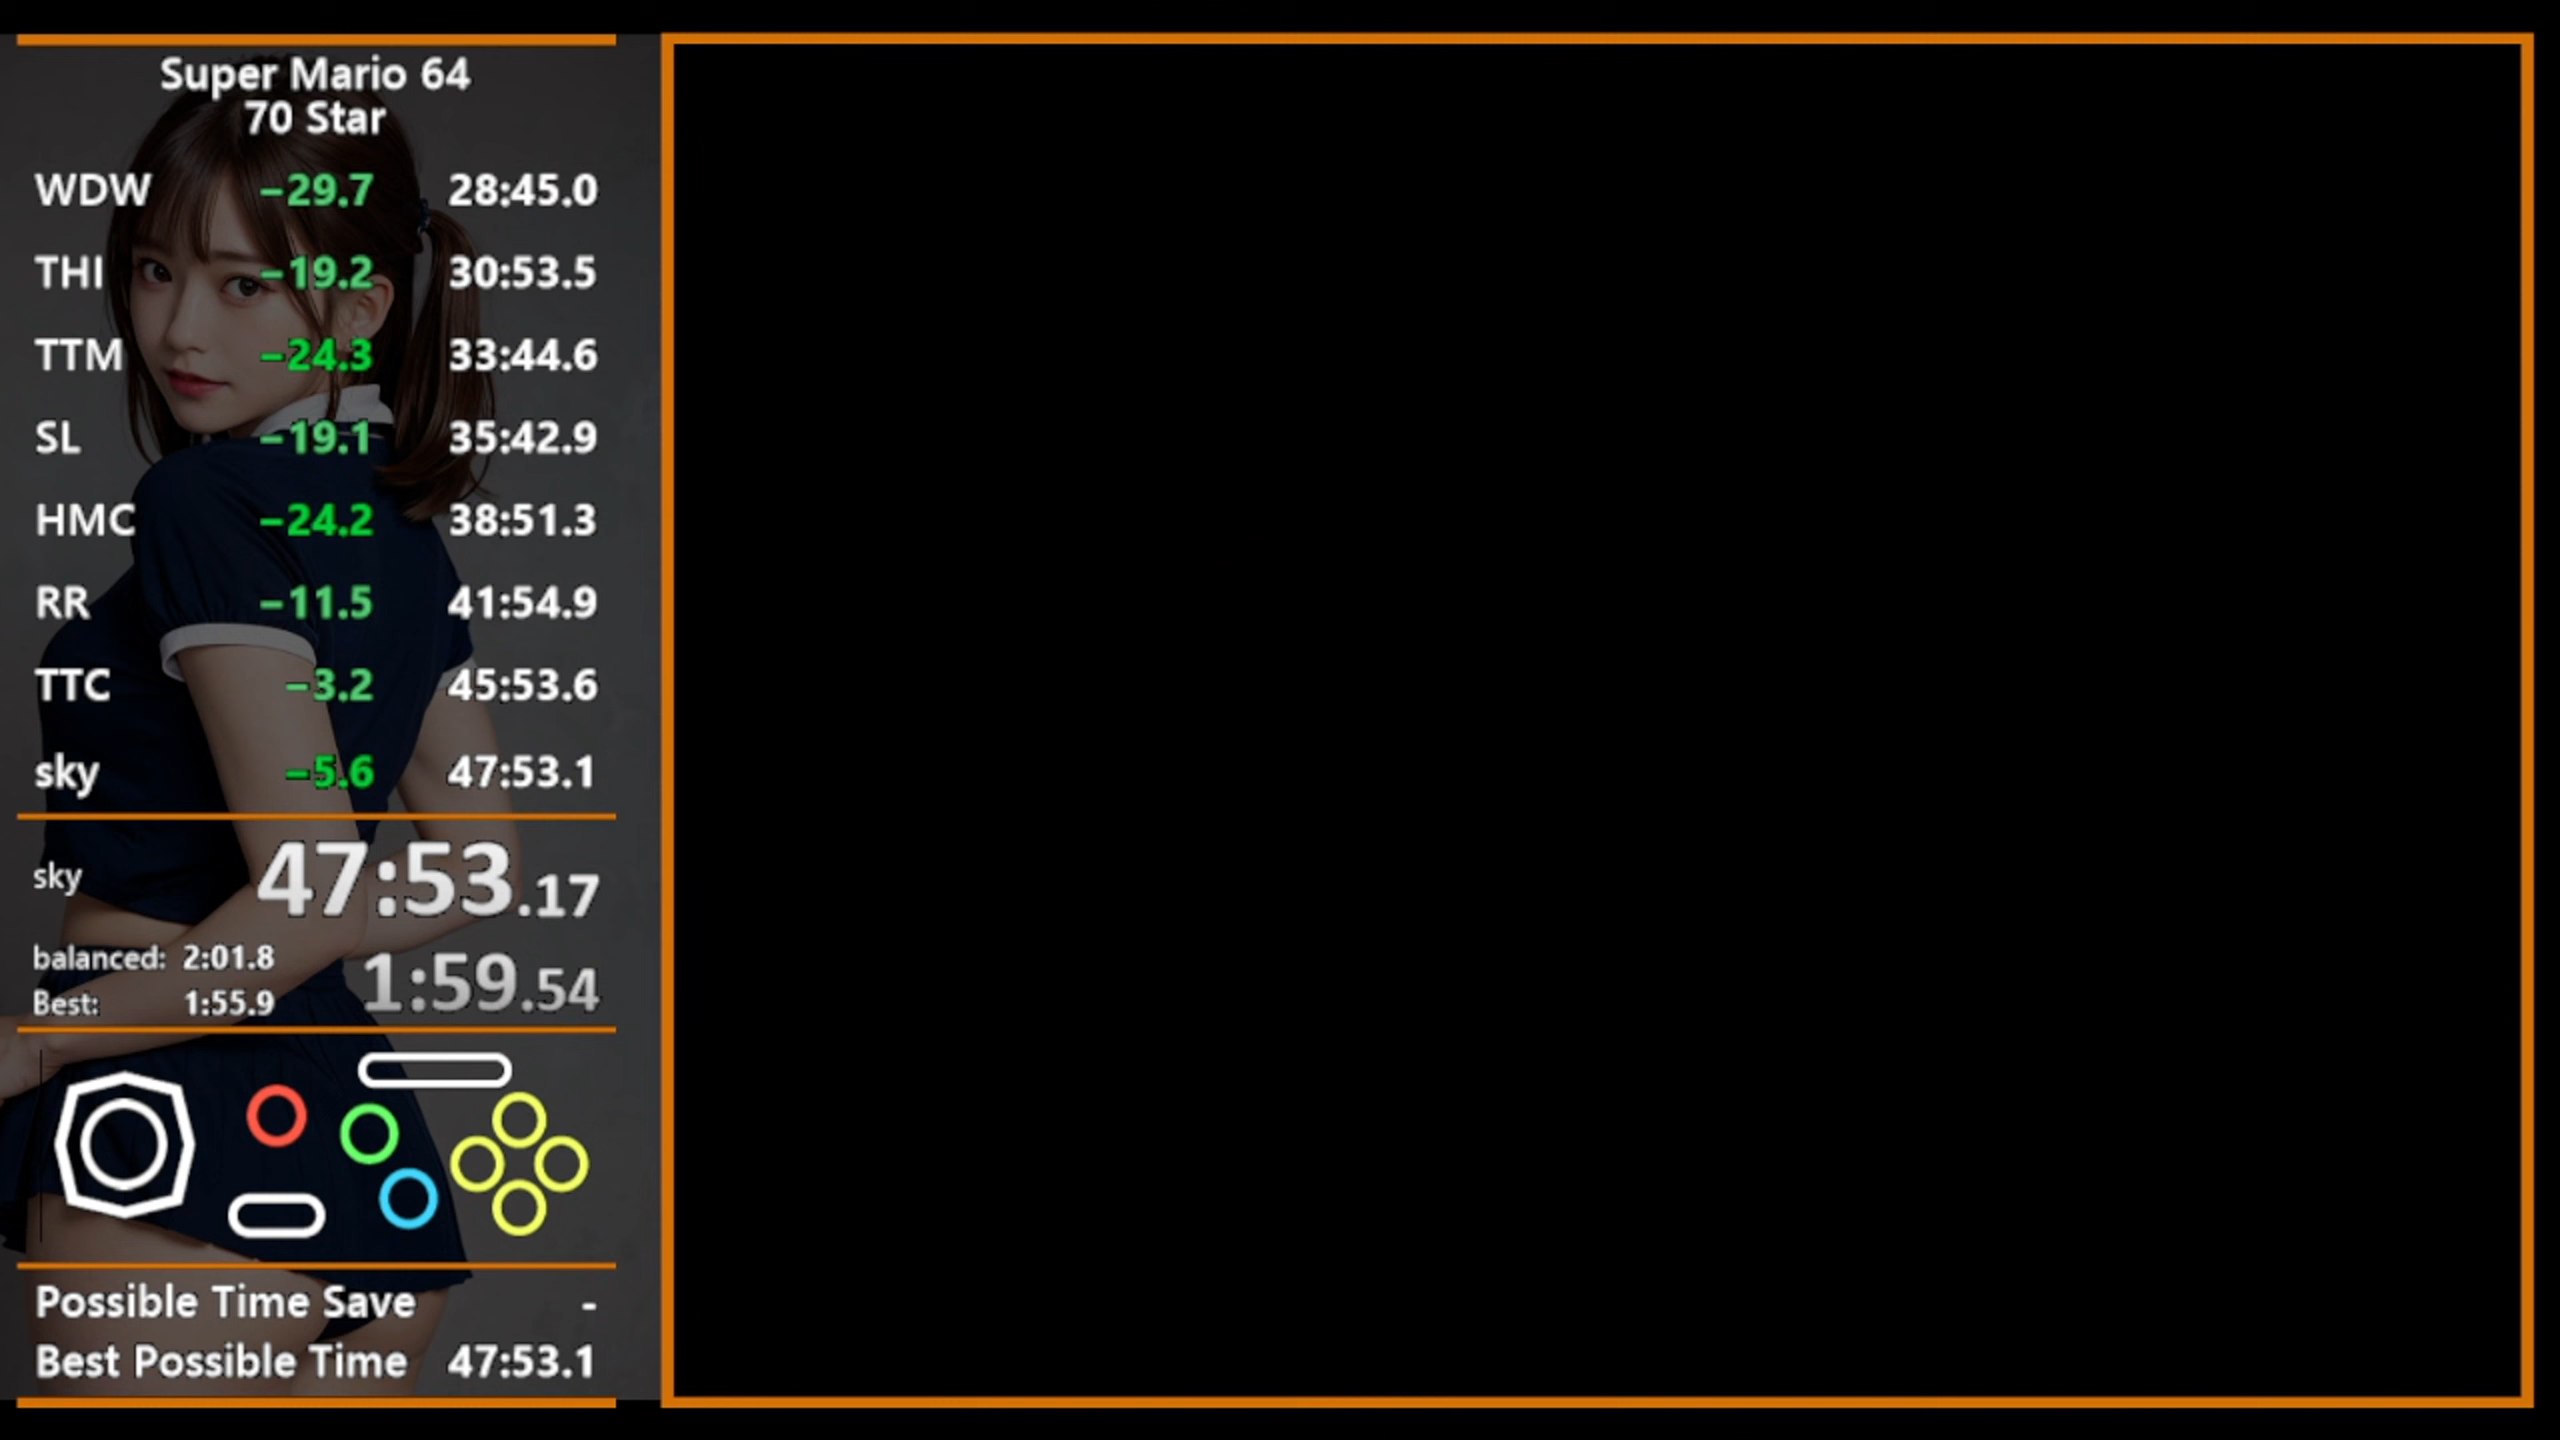 Super Mario 64
70 Star
WDW −29.7 28:45.0
THI −19.2 30:53.5
TTM −24.3 33:44.6
SL −19.1 35:42.9
HMC −24.2 38:51.3
RR −11.5 41:54.9
TTC −3.2 45:53.6
sky −5.6 47:53.1
sky 47:53.17
balanced: 2:01.8 1:59.54
Best: 1:55.9
Possible Time Save -
Best Possible Time 47:53.1